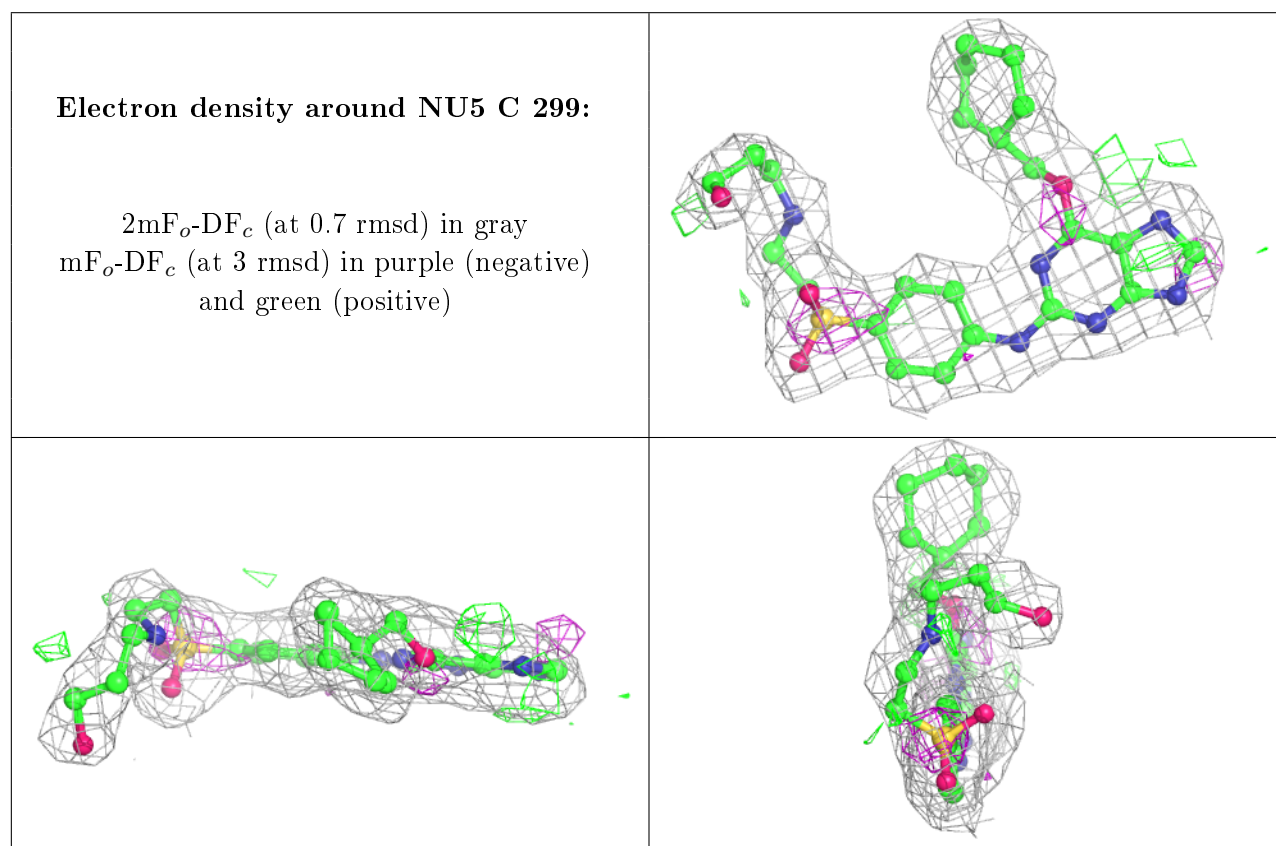 Electron density around NU5 C 299:
2mFo-DFc (at 0.7 rmsd) in gray
mFo-DFc (at 3 rmsd) in purple (negative)
and green (positive)